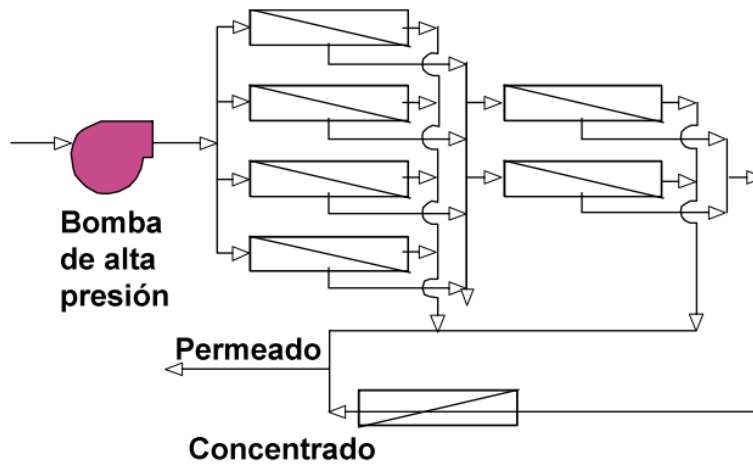 Bomba
de alta
presión
Permeado
Concentrado